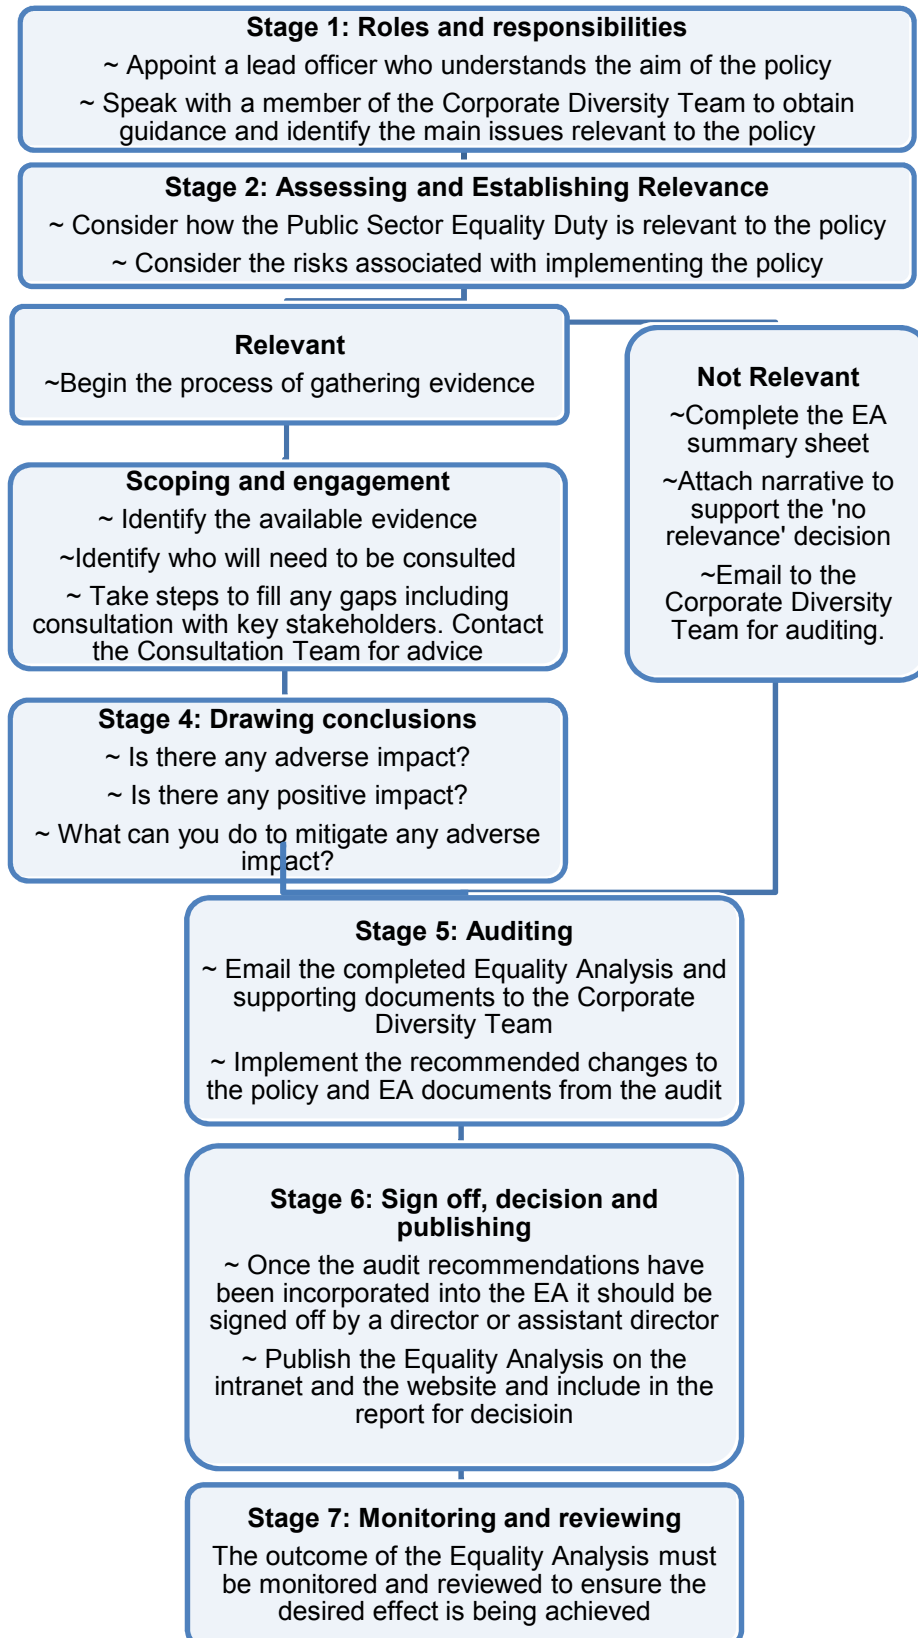 Stage 1: Roles and responsibilities
~ Appoint a lead officer who understands the aim of the policy
~ Speak with a member of the Corporate Diversity Team to obtain
guidance and identify the main issues relevant to the policy
Stage 2: Assessing and Establishing Relevance
~ Consider how the Public Sector Equality Duty is relevant to the policy
~ Consider the risks associated with implementing the policy
Relevant
~Begin the process of gathering evidence
Not Relevant
~Complete the EA
summary sheet
~Attach narrative to
support the 'no
relevance' decision
~Email to the
Corporate Diversity
Team for auditing.
Scoping and engagement
~ Identify the available evidence
~Identify who will need to be consulted
~ Take steps to fill any gaps including
consultation with key stakeholders. Contact
the Consultation Team for advice
Stage 4: Drawing conclusions
~ Is there any adverse impact?
~ Is there any positive impact?
~ What can you do to mitigate any adverse
impact?
Stage 5: Auditing
~ Email the completed Equality Analysis and
supporting documents to the Corporate
Diversity Team
~ Implement the recommended changes to
the policy and EA documents from the audit
Stage 6: Sign off, decision and
publishing
~ Once the audit recommendations have
been incorporated into the EA it should be
signed off by a director or assistant director
~ Publish the Equality Analysis on the
intranet and the website and include in the
report for decisioin
Stage 7: Monitoring and reviewing
The outcome of the Equality Analysis must
be monitored and reviewed to ensure the
desired effect is being achieved